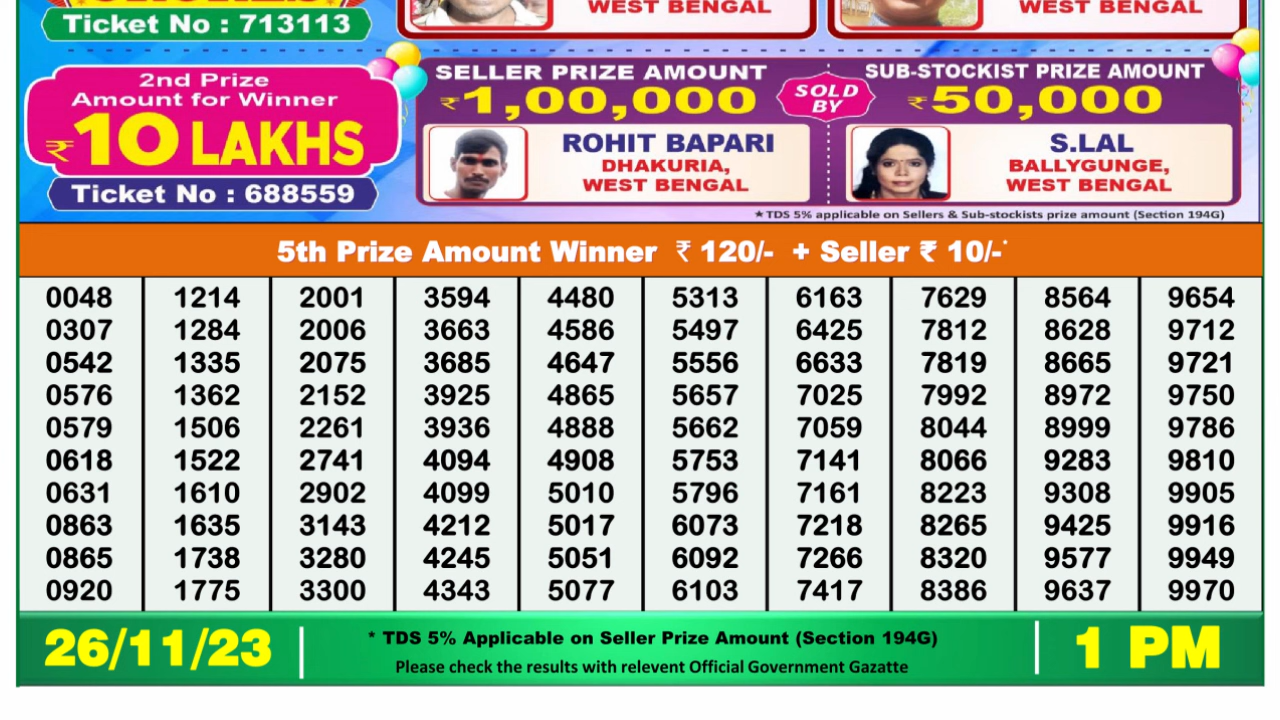 WEST BENGAL
WEST BENGAL
Ticket No : 713113
2nd Prize
Amount for Winner
₹10 LAKHS
Ticket No : 688559
SELLER PRIZE AMOUNT
₹1,00,000
SOLD
BY
SUB-STOCKIST PRIZE AMOUNT
₹50,000
ROHIT BAPARI
DHAKURIA,
WEST BENGAL
S.LAL
BALLYGUNGE,
WEST BENGAL
★TDS 5% applicable on Sellers & Sub-stockists prize amount (Section 194G)
5th Prize Amount Winner ₹ 120/- + Seller ₹ 10/-*
0048 1214 2001 3594 4480 5313 6163 7629 8564 9654
0307 1284 2006 3663 4586 5497 6425 7812 8628 9712
0542 1335 2075 3685 4647 5556 6633 7819 8665 9721
0576 1362 2152 3925 4865 5657 7025 7992 8972 9750
0579 1506 2261 3936 4888 5662 7059 8044 8999 9786
0618 1522 2741 4094 4908 5753 7141 8066 9283 9810
0631 1610 2902 4099 5010 5796 7161 8223 9308 9905
0863 1635 3143 4212 5017 6073 7218 8265 9425 9916
0865 1738 3280 4245 5051 6092 7266 8320 9577 9949
0920 1775 3300 4343 5077 6103 7417 8386 9637 9970
26/11/23
* TDS 5% Applicable on Seller Prize Amount (Section 194G)
Please check the results with relevent Official Government Gazatte
1 PM